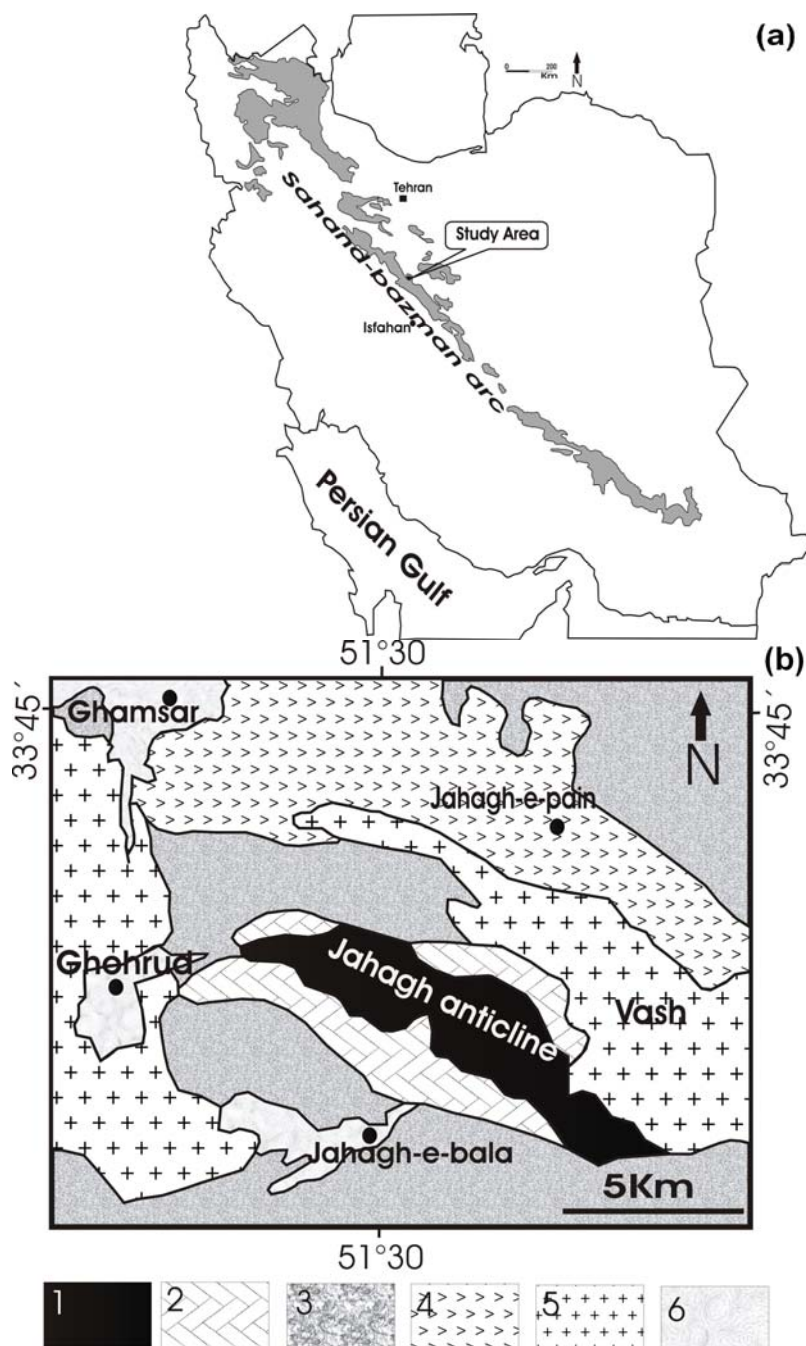 (a)
0 200
Km
N
Tehran
Study Area
Sahand-bazman arc
Isfahan
Persian Gulf
51°30
(b)
33°45´
33°45´
Ghamsar
N
Jahagh-e-pain
Ghohrud
Jahagh anticline
Vash
Jahagh-e-bala
5Km
51°30
1 2 3 4 5 6